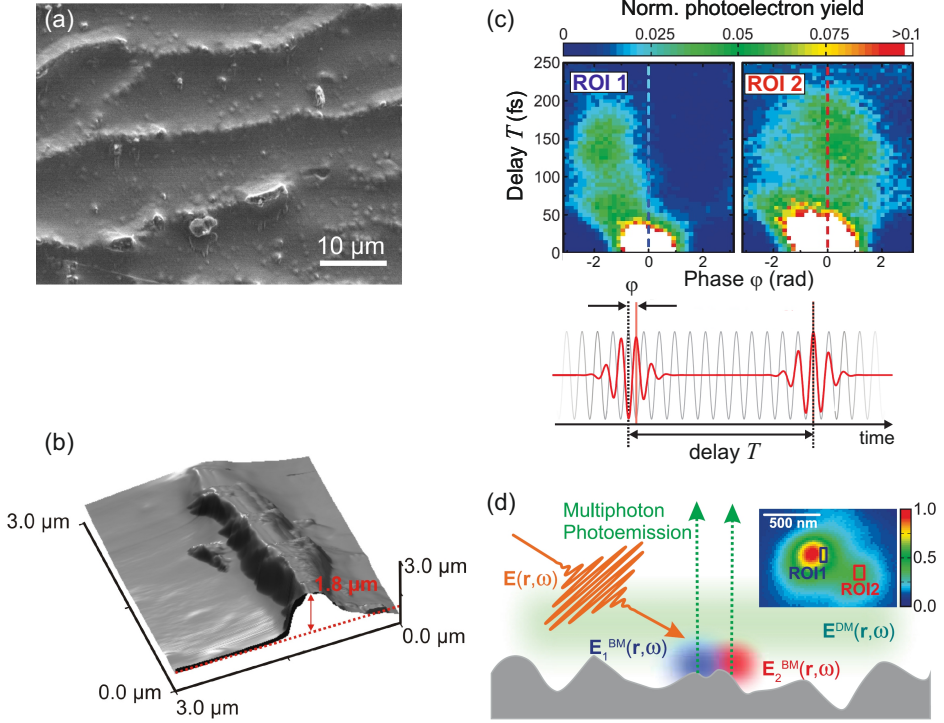 (a)
10 µm
(b)
3.0 µm
1.8 µm
3.0 µm
0.0 µm
0.0 µm
3.0 µm
(c)
Norm. photoelectron yield
0 0.025 0.05 0.075 >0.1
ROI 1 ROI 2
250
200
150
100
50
0
Delay T (fs)
-2 0 2 -2 0 2
Phase φ (rad)
φ
time
delay T
(d)
Multiphoton
Photoemission
E(r,ω)
500 nm
ROI1
ROI2
1.0
0.5
0.0
E^DM(r,ω)
E₁^BM(r,ω)
E₂^BM(r,ω)